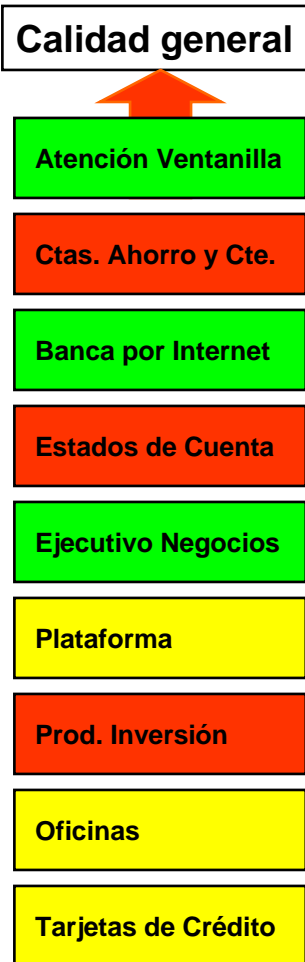 Calidad general
Atención Ventanilla
Ctas. Ahorro y Cte.
Banca por Internet
Estados de Cuenta
Ejecutivo Negocios
Plataforma
Prod. Inversión
Oficinas
Tarjetas de Crédito